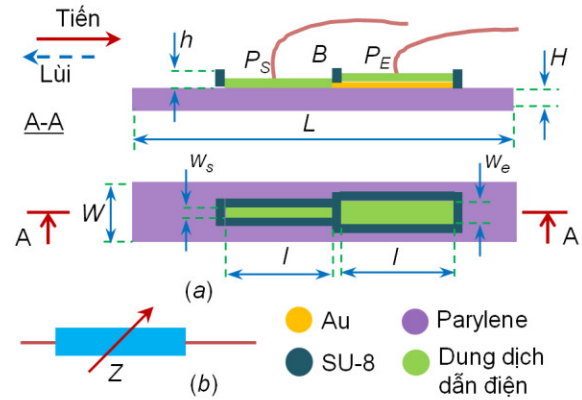 Tiến
Lùi
h
P_S
B
P_E
H
A-A
L
w_s
w_e
W
A
A
l
l
(a)
Au
Parylene
SU-8
Dung dịch
dẫn điện
Z
(b)